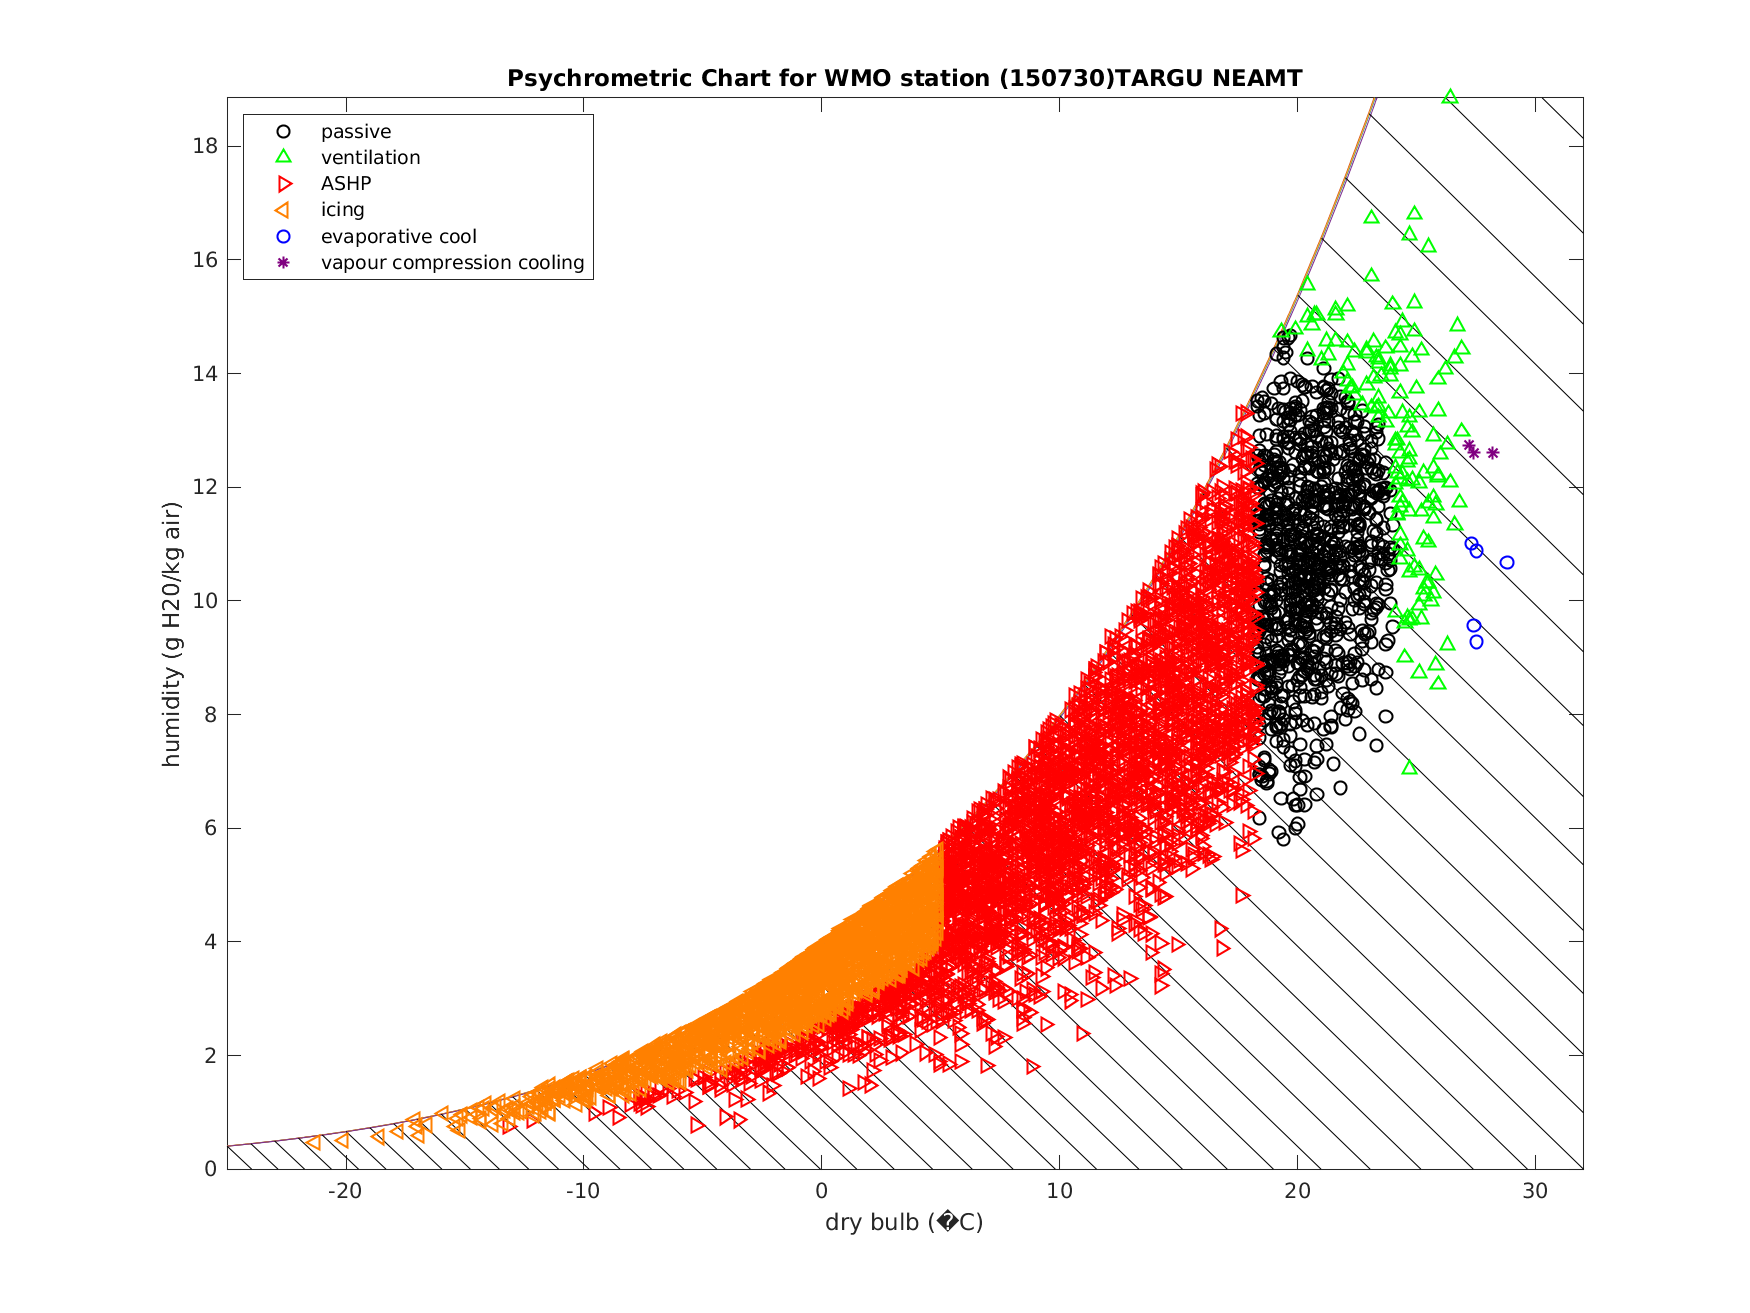 Psychrometric Chart for WMO station (150730)TARGU NEAMT
passive
ventilation
ASHP
icing
evaporative cool
vapour compression cooling
humidity (g H20/kg air)
18
16
14
12
10
8
6
4
2
0
-20
-10
0
10
20
30
dry bulb (�C)